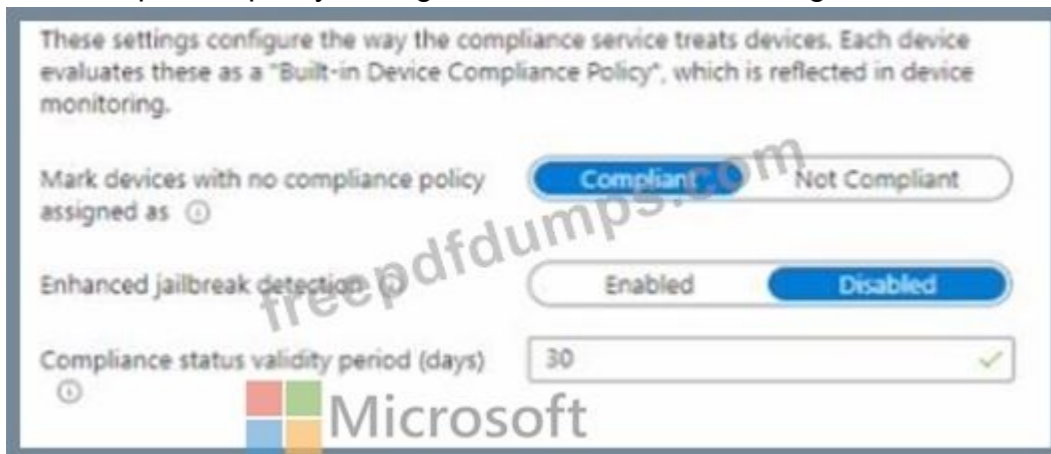 These settings configure the way the compliance service treats devices. Each device
evaluates these as a "Built-in Device Compliance Policy", which is reflected in device
monitoring.
Mark devices with no compliance policy
assigned as
Compliant
Not Compliant
Enhanced jailbreak detection
Enabled
Disabled
Compliance status validity period (days)
30
freepdfdumps.com
Microsoft